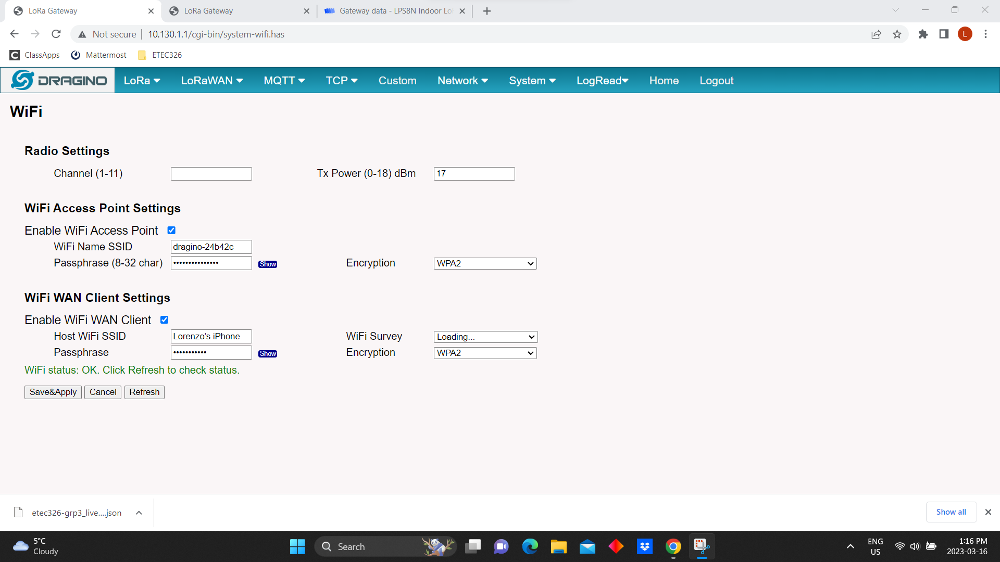 LoRa Gateway
LoRa Gateway
Gateway data - LPS8N Indoor Lo
Not secure
10.130.1.1/cgi-bin/system-wifi.has
L
ClassApps
Mattermost
ETEC326
DRAGINO
LoRa
LoRaWAN
MQTT
TCP
Custom
Network
System
LogRead
Home
Logout
WiFi
Radio Settings
Channel (1-11)
Tx Power (0-18) dBm
17
WiFi Access Point Settings
Enable WiFi Access Point
WiFi Name SSID
dragino-24b42c
Passphrase (8-32 char)
•••••••••••••••
Show
Encryption
WPA2
WiFi WAN Client Settings
Enable WiFi WAN Client
Host WiFi SSID
Lorenzo’s iPhone
WiFi Survey
Loading...
Passphrase
•••••••••••
Show
Encryption
WPA2
WiFi status: OK. Click Refresh to check status.
Save&Apply
Cancel
Refresh
etec326-grp3_live....json
Show all
5°C
Cloudy
Search
ENG
US
1:16 PM
2023-03-16